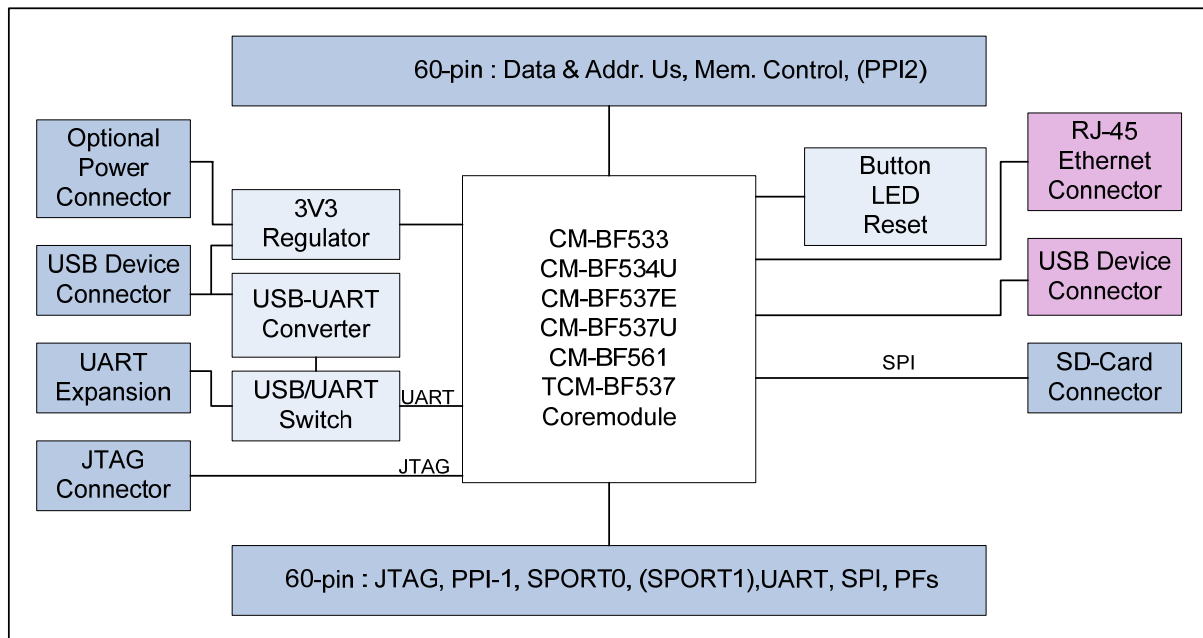 60-pin : Data & Addr. Us, Mem. Control, (PPI2)
Optional
Power
Connector
3V3
Regulator
USB Device
Connector
USB-UART
Converter
UART
Expansion
USB/UART
Switch
UART
JTAG
Connector
JTAG
CM-BF533
CM-BF534U
CM-BF537E
CM-BF537U
CM-BF561
TCM-BF537
Coremodule
Button
LED
Reset
RJ-45
Ethernet
Connector
USB Device
Connector
SPI
SD-Card
Connector
60-pin : JTAG, PPI-1, SPORT0, (SPORT1),UART, SPI, PFs